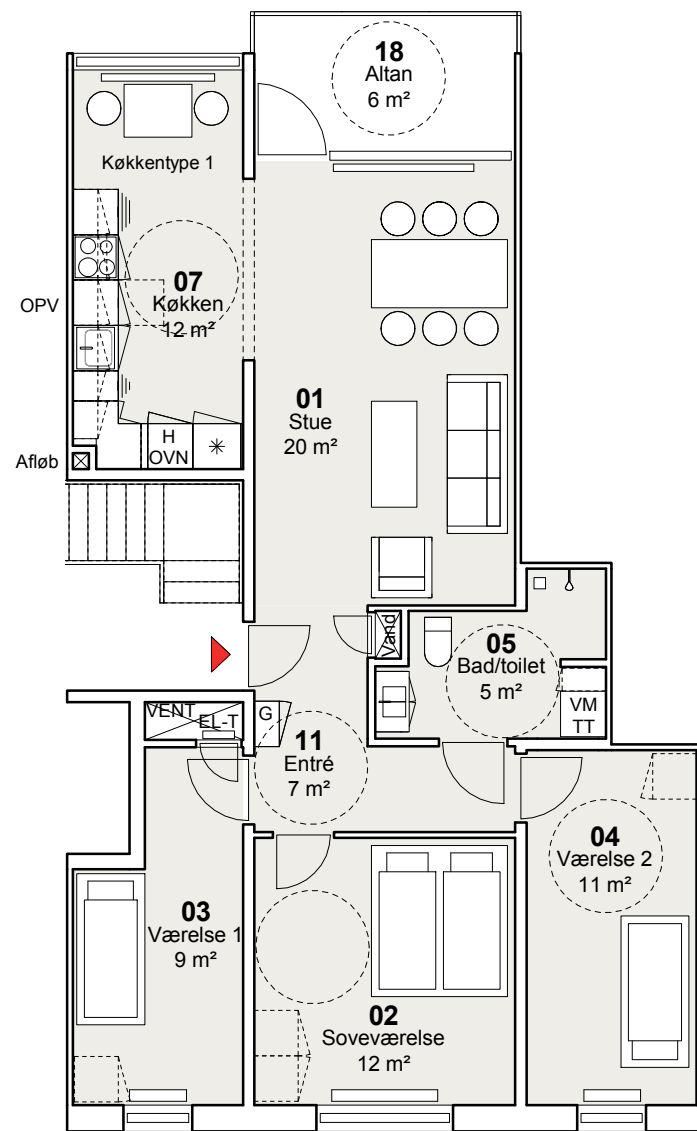 18
Altan
6 m²
Køkkentype 1
07
Køkken
12 m²
OPV
01
Stue
20 m²
H
OVN
Afløb
Vand
05
Bad/toilet
5 m²
VM
TT
VENT
EL-T
G
11
Entré
7 m²
04
Værelse 2
11 m²
03
Værelse 1
9 m²
02
Soveværelse
12 m²